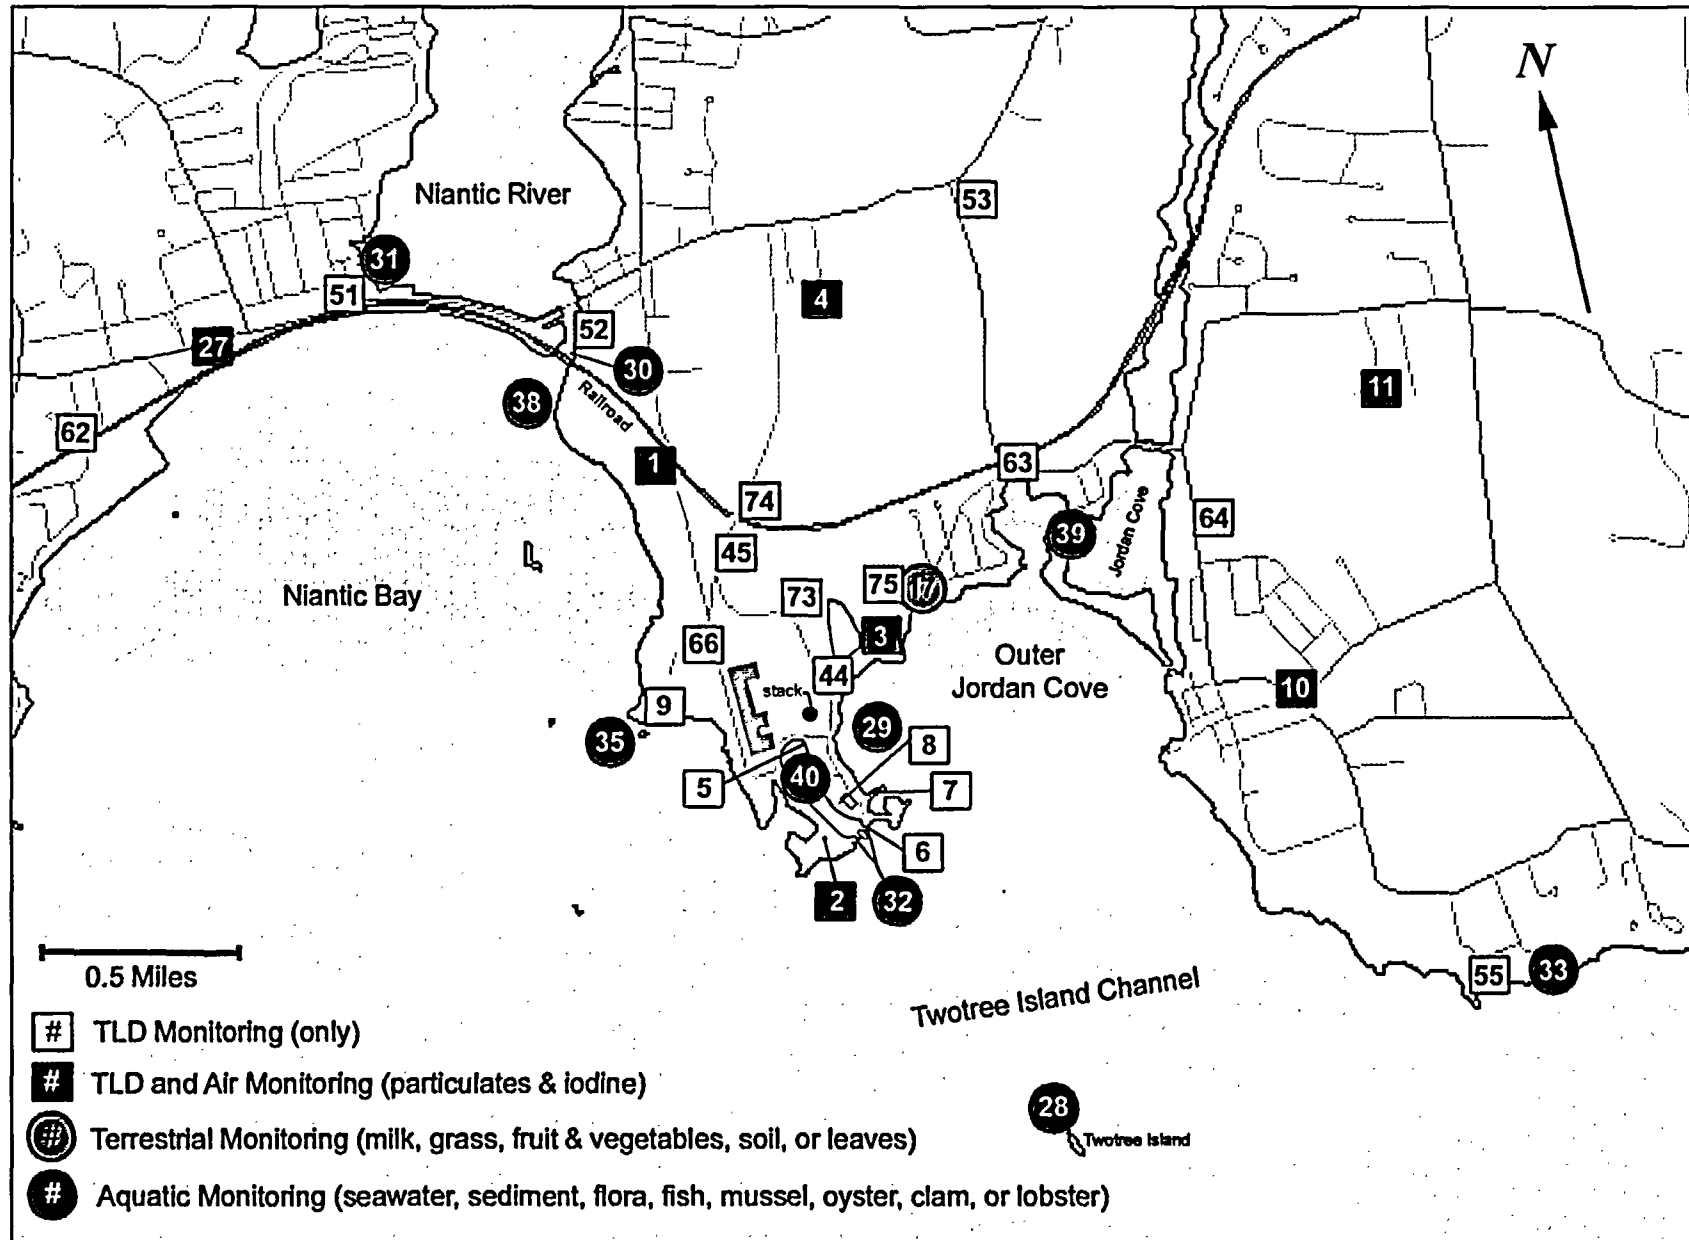 N
Niantic River
53
31
51
4
52
27
30
11
38
Railroad
62
1
63
74
64
39
45
Jordan Cove
75
17
Niantic Bay
73
3
66
Outer
Jordan Cove
44
10
stack
9
29
35
8
5
40
7
6
2
32
0.5 Miles
55
33
Twotree Island Channel
# TLD Monitoring (only)
# TLD and Air Monitoring (particulates & iodine)
28
# Terrestrial Monitoring (milk, grass, fruit & vegetables, soil, or leaves)
Twotree Island
# Aquatic Monitoring (seawater, sediment, flora, fish, mussel, oyster, clam, or lobster)